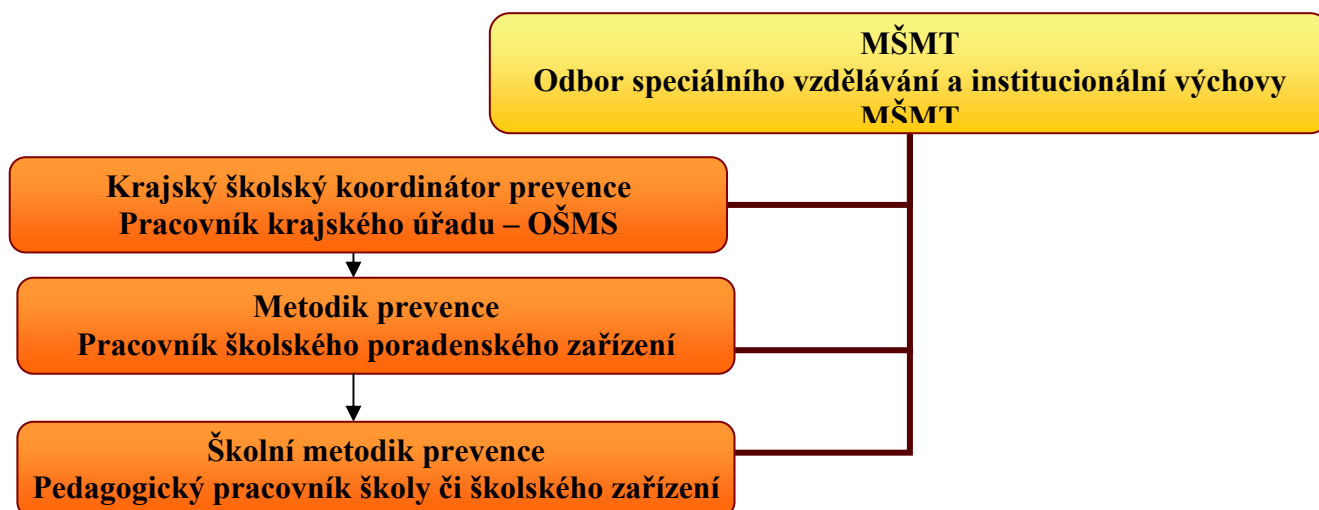 MŠMT
Odbor speciálního vzdělávání a institucionální výchovy
MŠMT
Krajský školský koordinátor prevence
Pracovník krajského úřadu – OŠMS
Metodik prevence
Pracovník školského poradenského zařízení
Školní metodik prevence
Pedagogický pracovník školy či školského zařízení